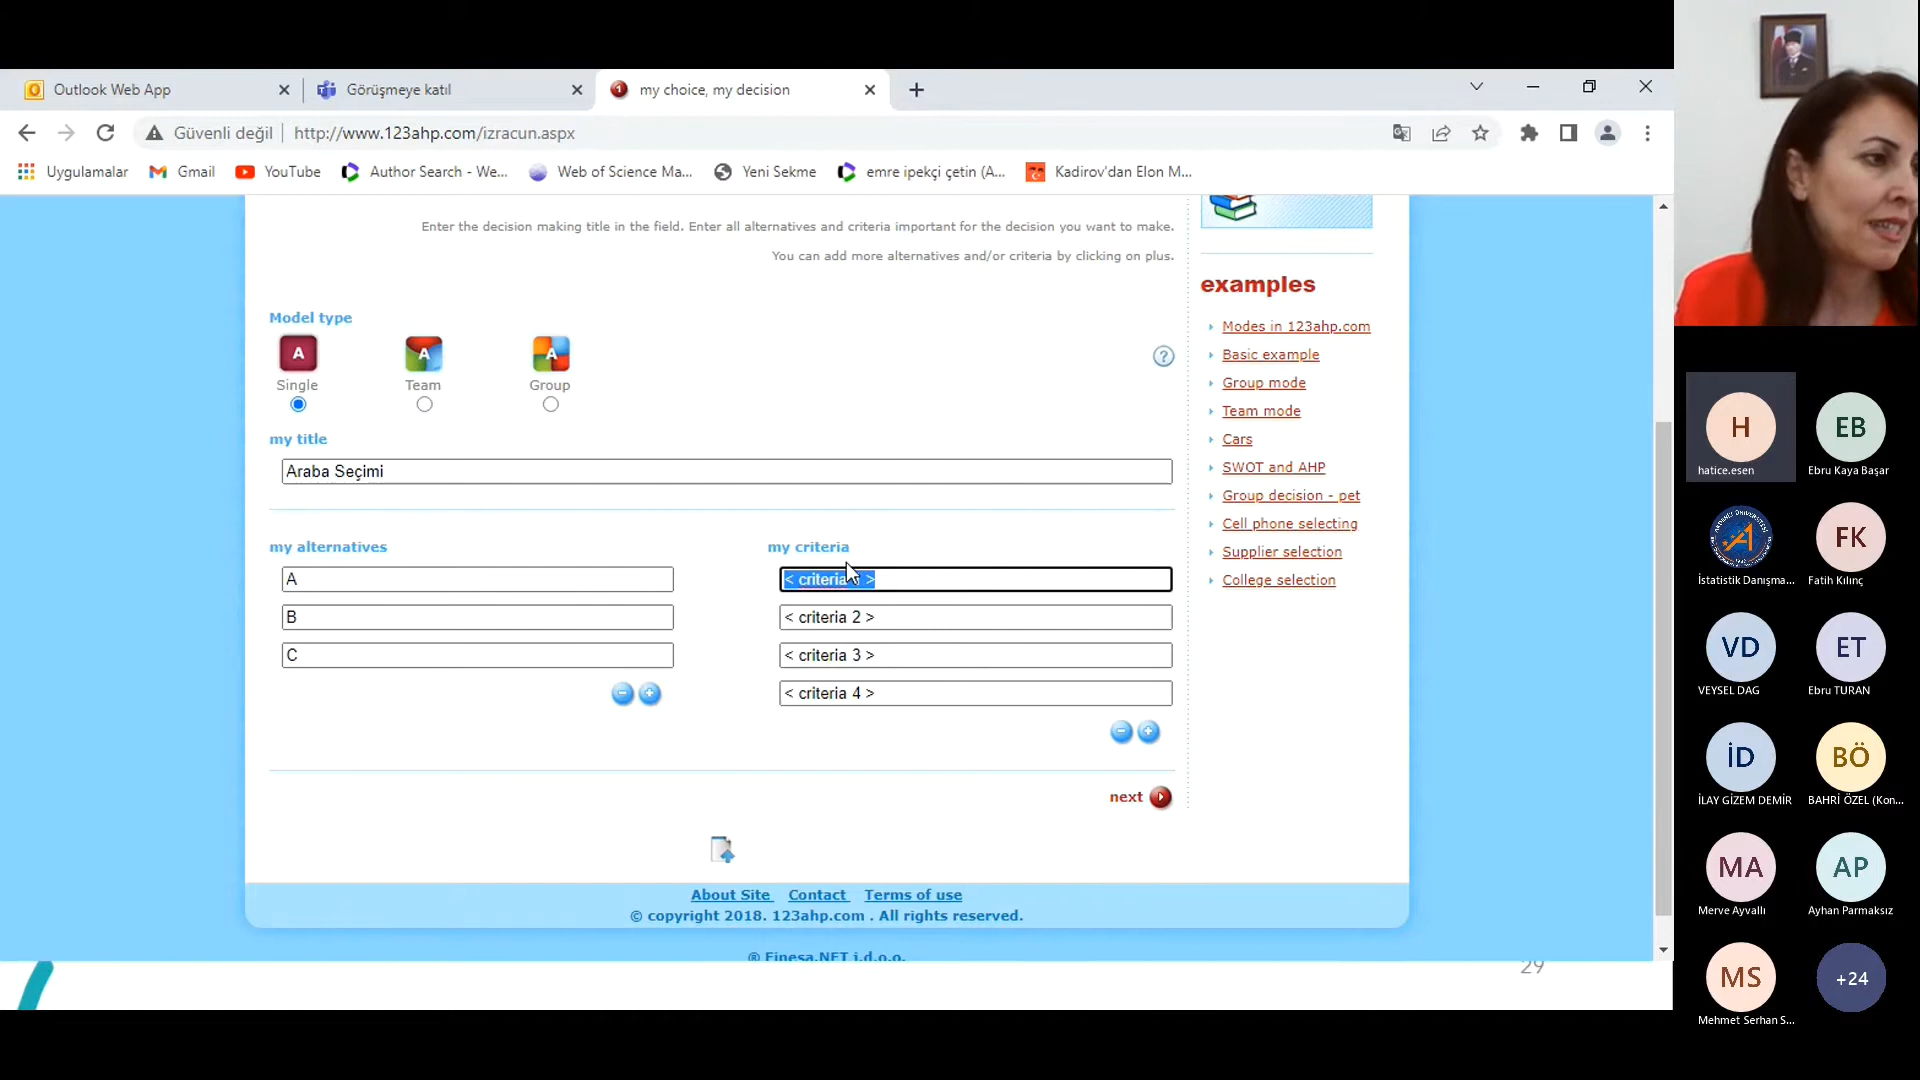 Outlook Web App
Görüşmeye katıl
my choice, my decision
Güvenli değil
http://www.123ahp.com/izracun.aspx
Uygulamalar
Gmail
YouTube
Author Search - We...
Web of Science Ma...
Yeni Sekme
emre ipekçi çetin (A...
Kadirov'dan Elon M...
Enter the decision making title in the field. Enter all alternatives and criteria important for the decision you want to make.
You can add more alternatives and/or criteria by clicking on plus.
Model type
A
A
A
Single
Team
Group
?
my title
Araba Seçimi
my alternatives
A
B
C
my criteria
< criteria >
< criteria 2 >
< criteria 3 >
< criteria 4 >
next
examples
Modes in 123ahp.com
Basic example
Group mode
Team mode
Cars
SWOT and AHP
Group decision - pet
Cell phone selecting
Supplier selection
College selection
About Site
Contact
Terms of use
© copyright 2018. 123ahp.com . All rights reserved.
® Finesa.NET j.d.o.o.
29
H
hatice.esen
EB
Ebru Kaya Başar
İstatistik Danışma...
FK
Fatih Kılınç
VD
VEYSEL DAG
ET
Ebru TURAN
İD
İLAY GİZEM DEMİR
BÖ
BAHRİ ÖZEL (Kon...
MA
Merve Ayvallı
AP
Ayhan Parmaksız
MS
Mehmet Serhan S...
+24